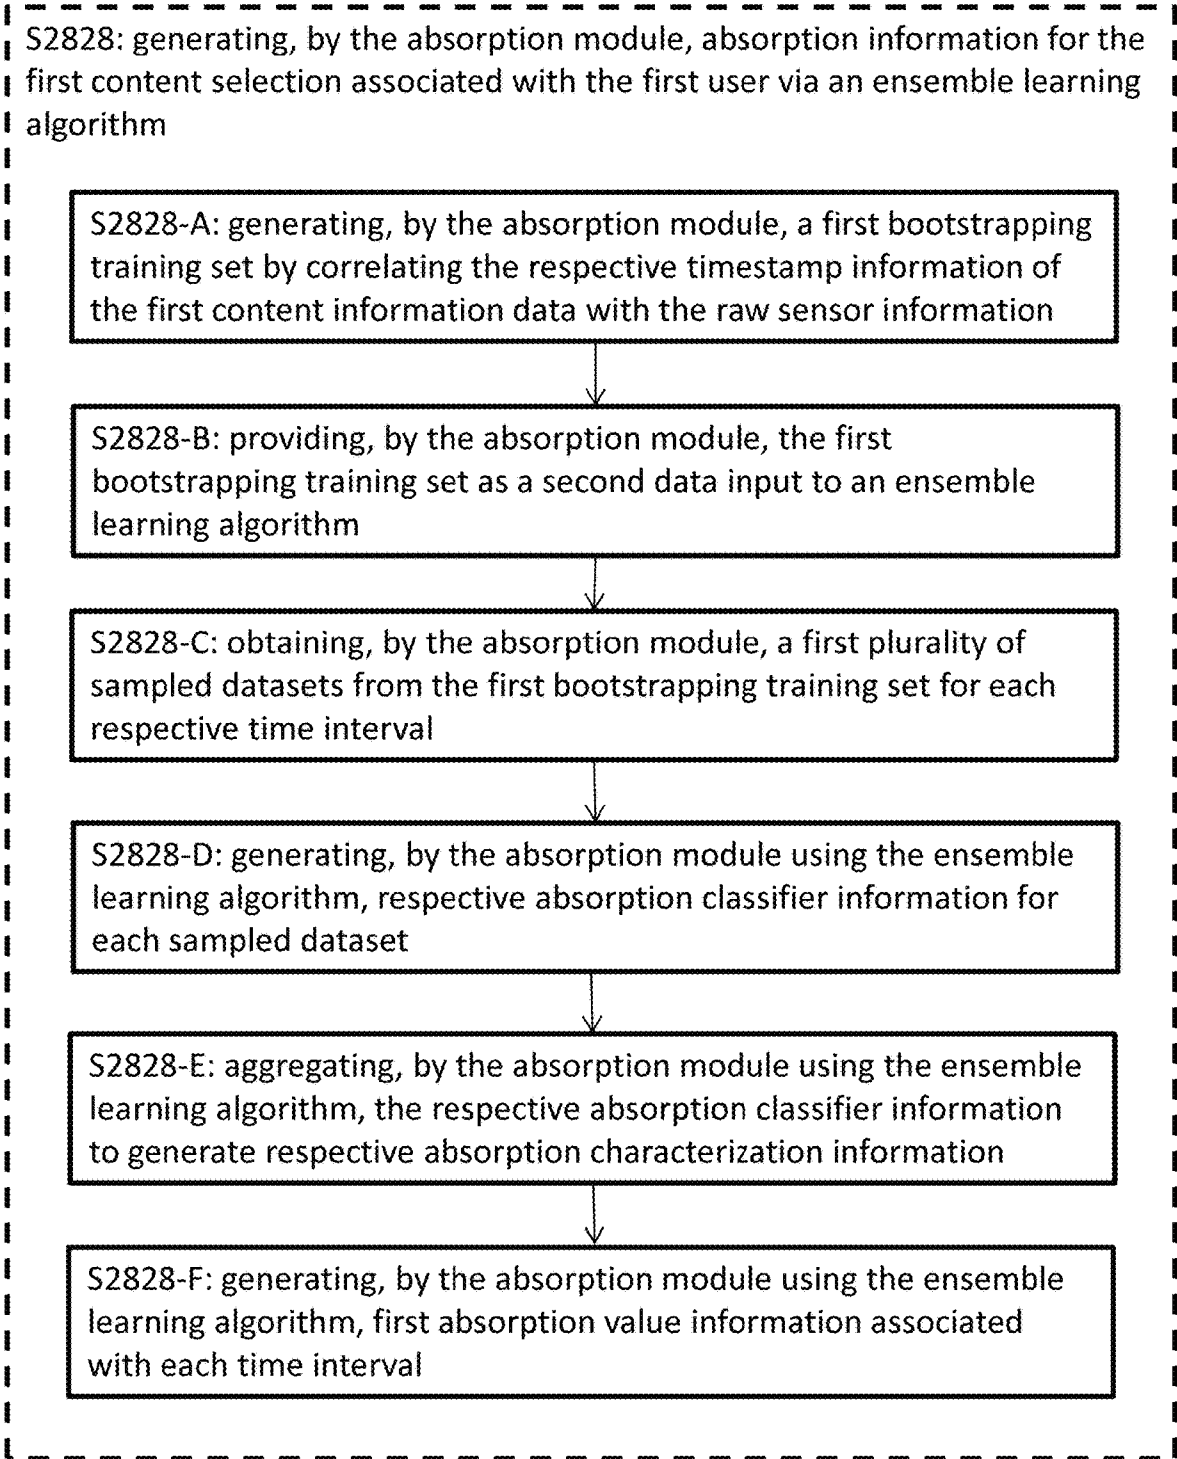 S2828: generating, by the absorption module, absorption information for the
first content selection associated with the first user via an ensemble learning
algorithm
S2828-A: generating, by the absorption module, a first bootstrapping
training set by correlating the respective timestamp information of
the first content information data with the raw sensor information
S2828-B: providing, by the absorption module, the first
bootstrapping training set as a second data input to an ensemble
learning algorithm
S2828-C: obtaining, by the absorption module, a first plurality of
sampled datasets from the first bootstrapping training set for each
respective time interval
S2828-D: generating, by the absorption module using the ensemble
learning algorithm, respective absorption classifier information for
each sampled dataset
S2828-E: aggregating, by the absorption module using the ensemble
learning algorithm, the respective absorption classifier information
to generate respective absorption characterization information
S2828-F: generating, by the absorption module using the ensemble
learning algorithm, first absorption value information associated
with each time interval